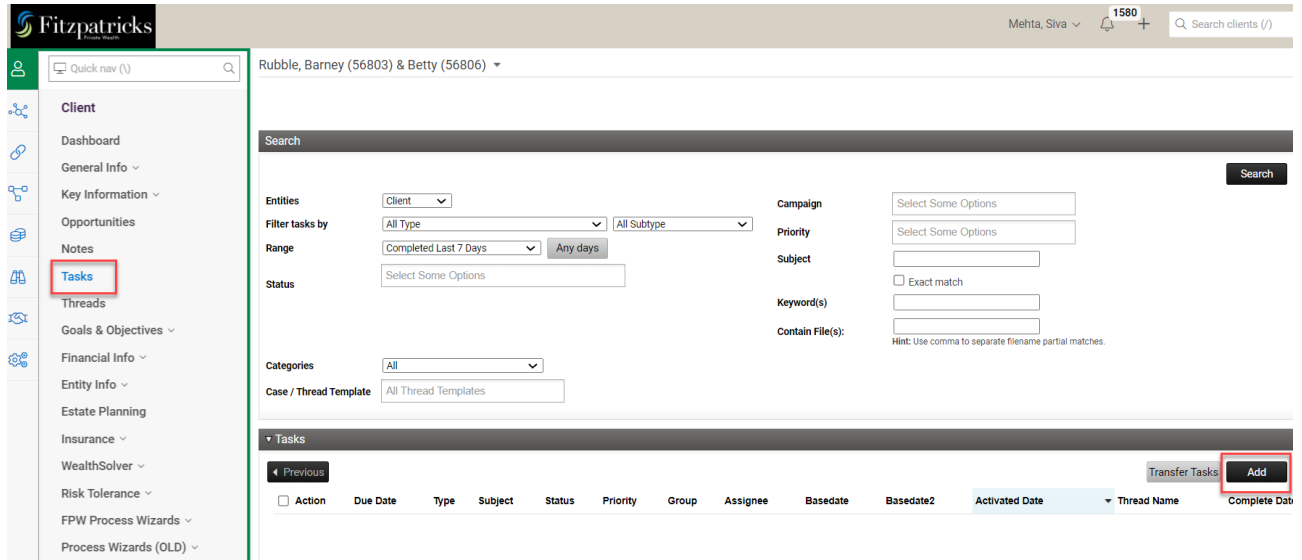 Fitzpatricks
Private Wealth
Mehta, Siva
1580
Search clients (/)
Quick nav (\)
Rubble, Barney (56803) & Betty (56806)
Client
Dashboard
General Info
Key Information
Opportunities
Notes
Tasks
Threads
Goals & Objectives
Financial Info
Entity Info
Estate Planning
Insurance
WealthSolver
Risk Tolerance
FPW Process Wizards
Process Wizards (OLD)
Search
Search
Entities Client
Filter tasks by All Type All Subtype
Range Completed Last 7 Days Any days
Status Select Some Options
Categories All
Case / Thread Template All Thread Templates
Campaign Select Some Options
Priority Select Some Options
Subject
Exact match
Keyword(s)
Contain File(s):
Hint: Use comma to separate filename partial matches.
Tasks
Previous Transfer Tasks Add
Action Due Date Type Subject Status Priority Group Assignee Basedate Basedate2 Activated Date Thread Name Complete Date